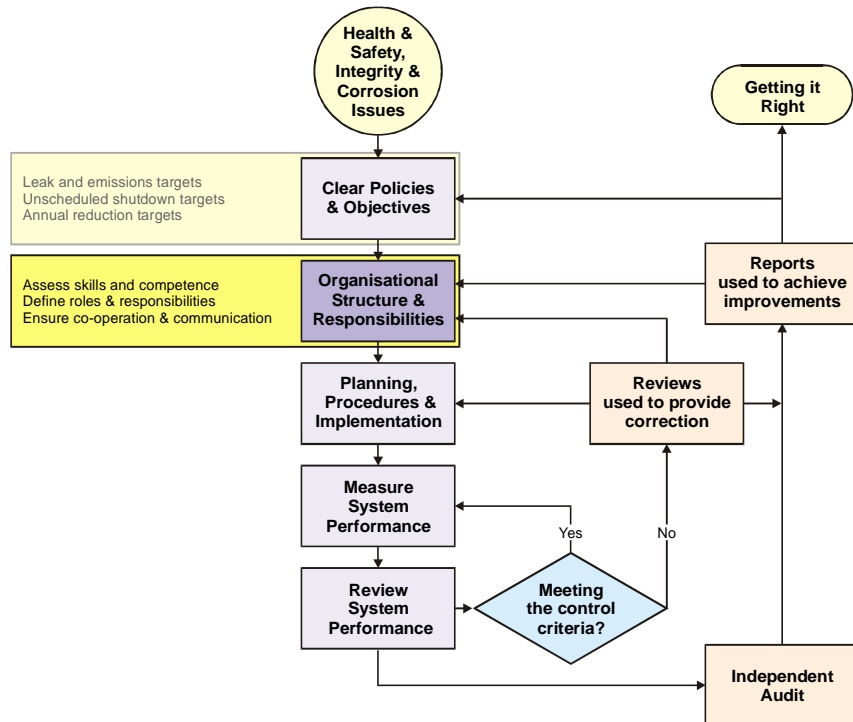 Health &
Safety,
Integrity &
Corrosion
Issues
Getting it
Right
Leak and emissions targets
Unscheduled shutdown targets
Annual reduction targets
Clear Policies
& Objectives
Assess skills and competence
Define roles & responsibilities
Ensure co-operation & communication
Organisational
Structure &
Responsibilities
Reports
used to achieve
improvements
Planning,
Procedures &
Implementation
Reviews
used to provide
correction
Measure
System
Performance
Yes
No
Review
System
Performance
Meeting
the control
criteria?
Independent
Audit